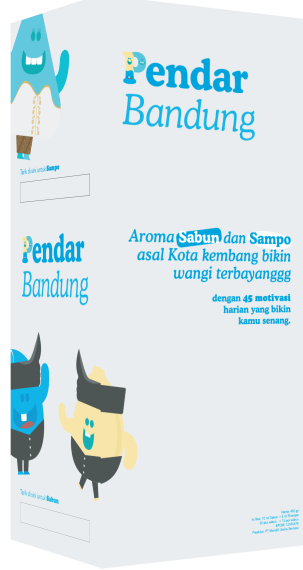 Pendar
Bandung
Tarik disini untuk Sampo
Pendar
Bandung
Aroma Sabun dan Sampo
asal Kota kembang bikin
wangi terbayanggg
dengan 45 motivasi
harian yang bikin
kamu senang.
Tarik disini untuk Sabun